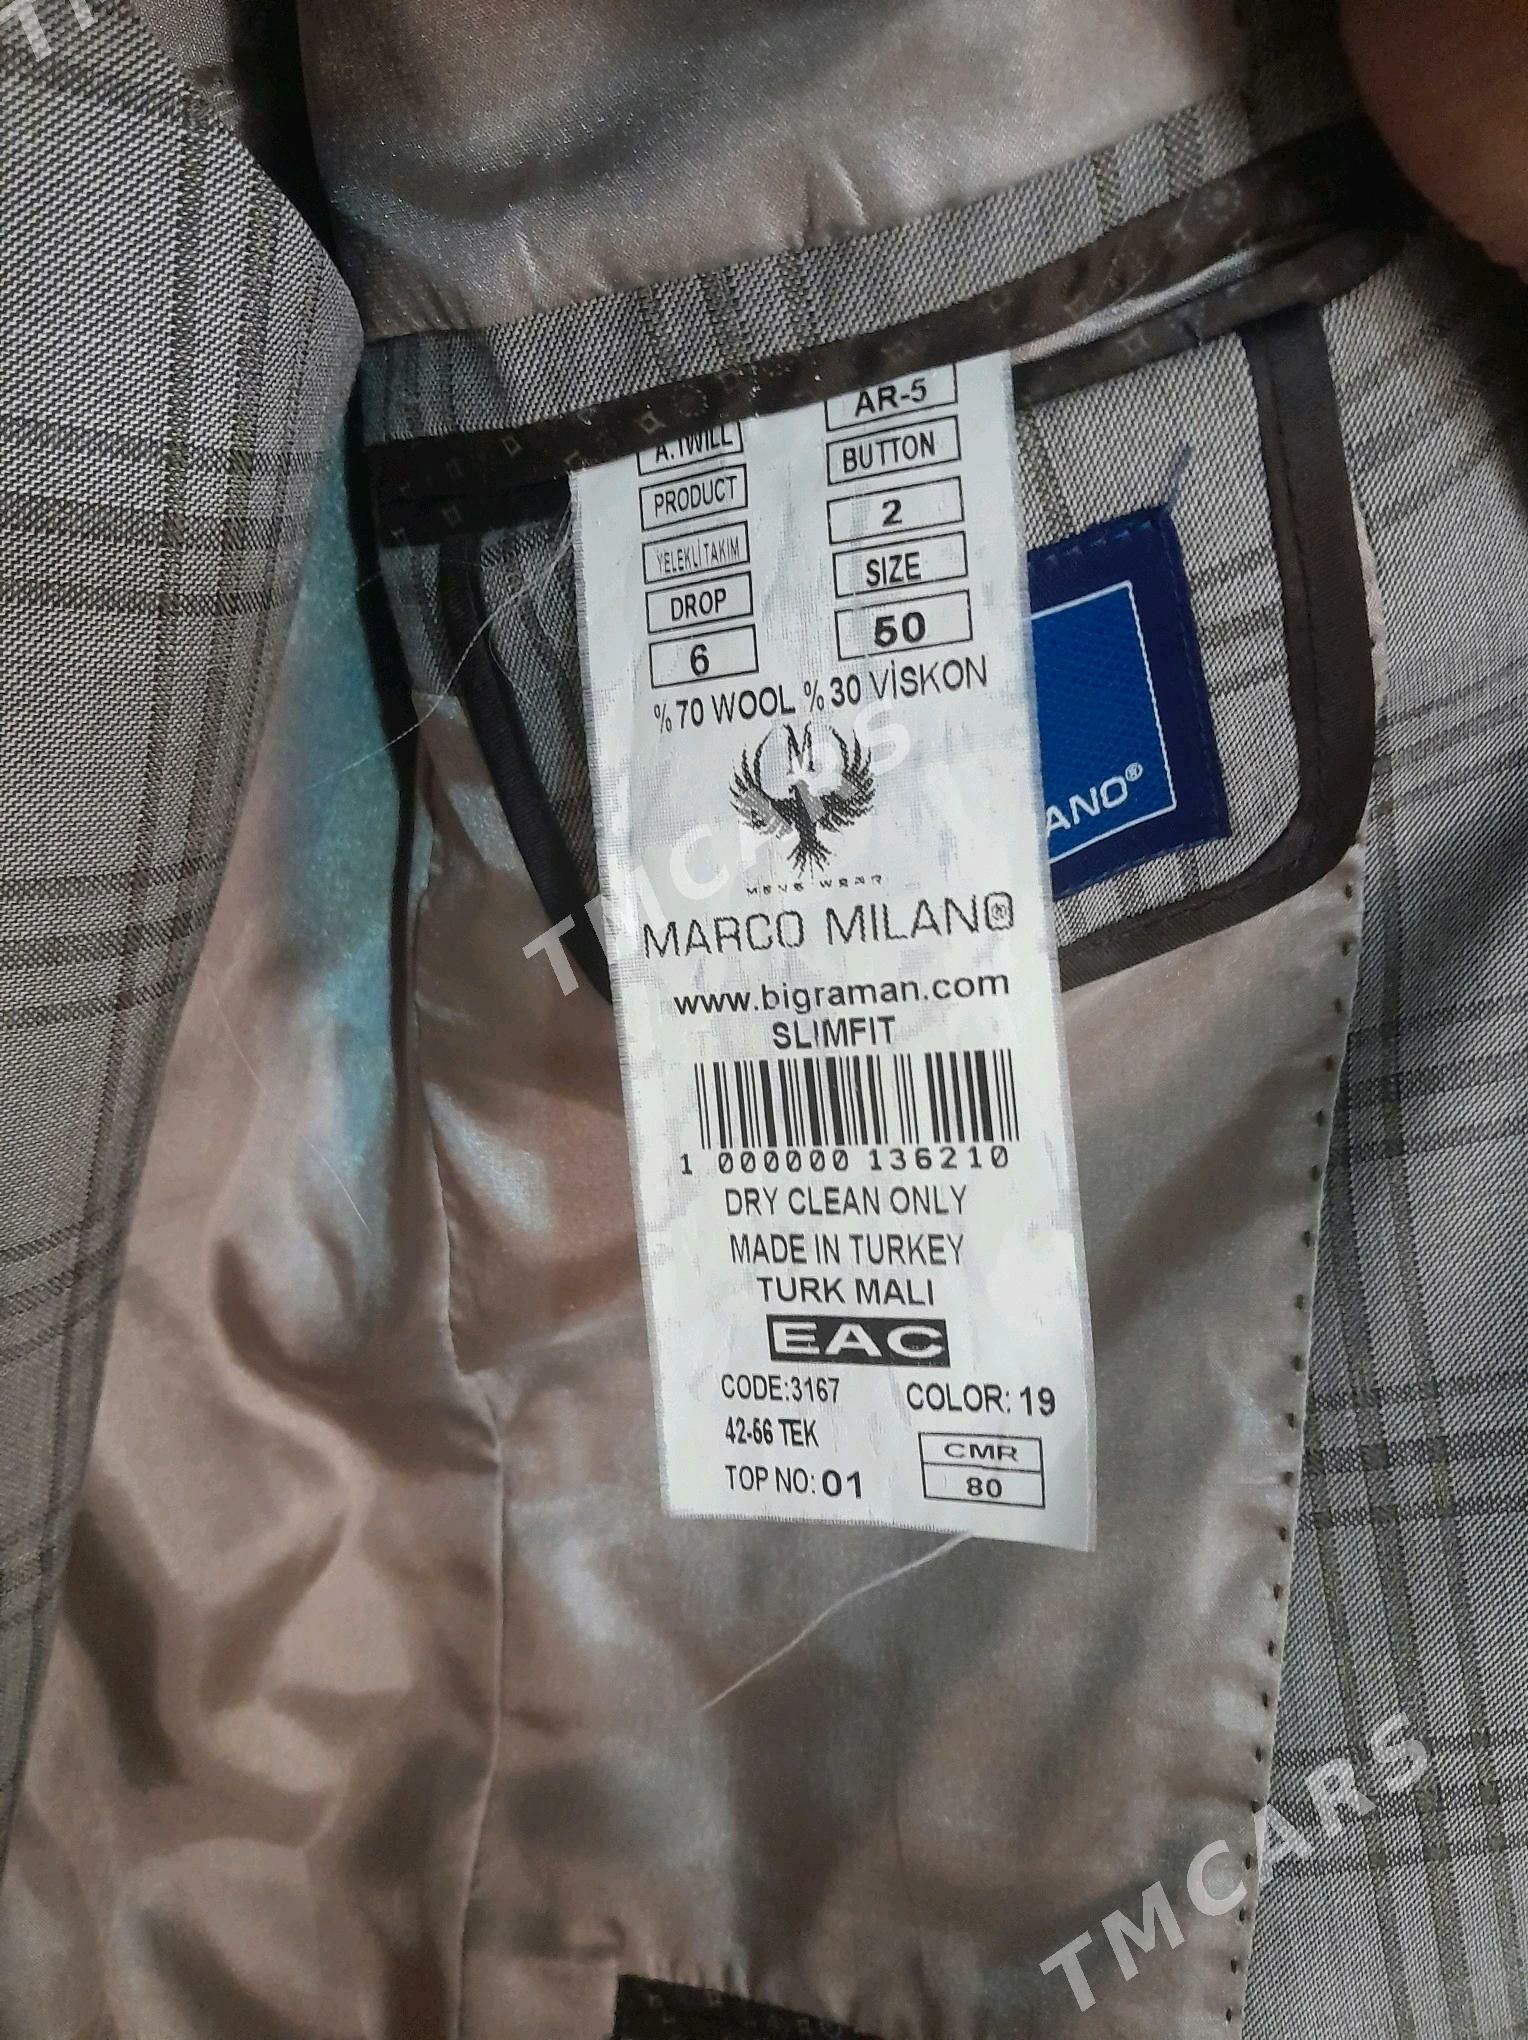 A.TWILL
PRODUCT
YELEKLİTAKIM
DROP
6
AR-5
BUTTON
2
SIZE
50
%70 WOOL %30 VİSKON
M
MENS WEAR
MARCO MILANO®
www.bigraman.com
SLIMFIT
1 000000 136210
DRY CLEAN ONLY
MADE IN TURKEY
TURK MALI
EAC
CODE:3167 COLOR: 19
42-66 TEK
TOP NO: 01
CMR
80
ANO®
TMCARS
TMCARS